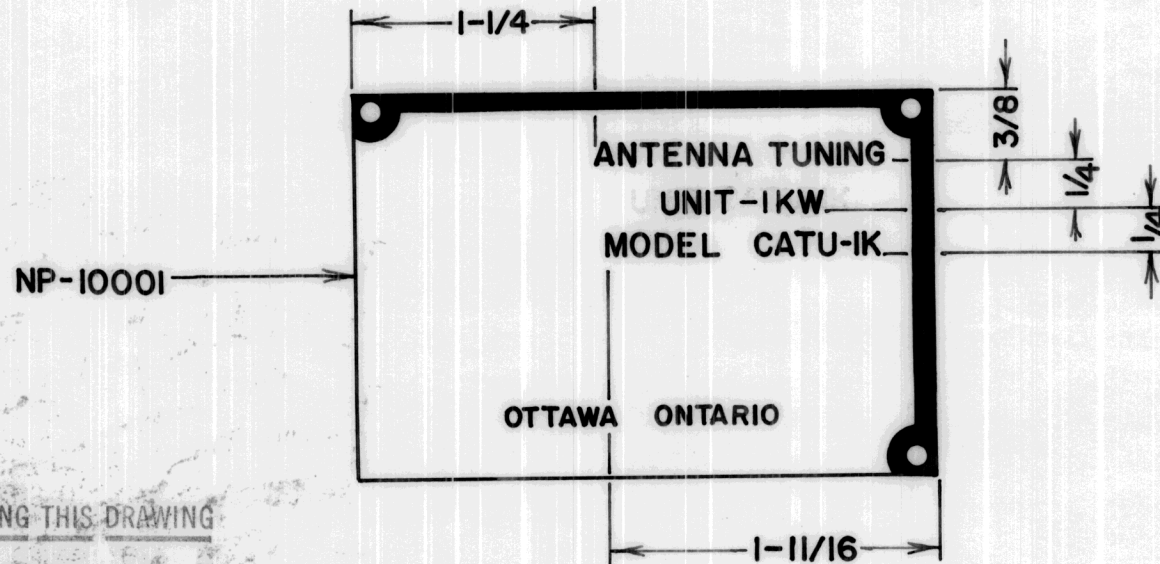 1-1/4
3/8
ANTENNA TUNING
1/4
UNIT-1KW
1/4
MODEL CATU-1K
NP-10001
OTTAWA ONTARIO
THIS DRAWING
1-11/16